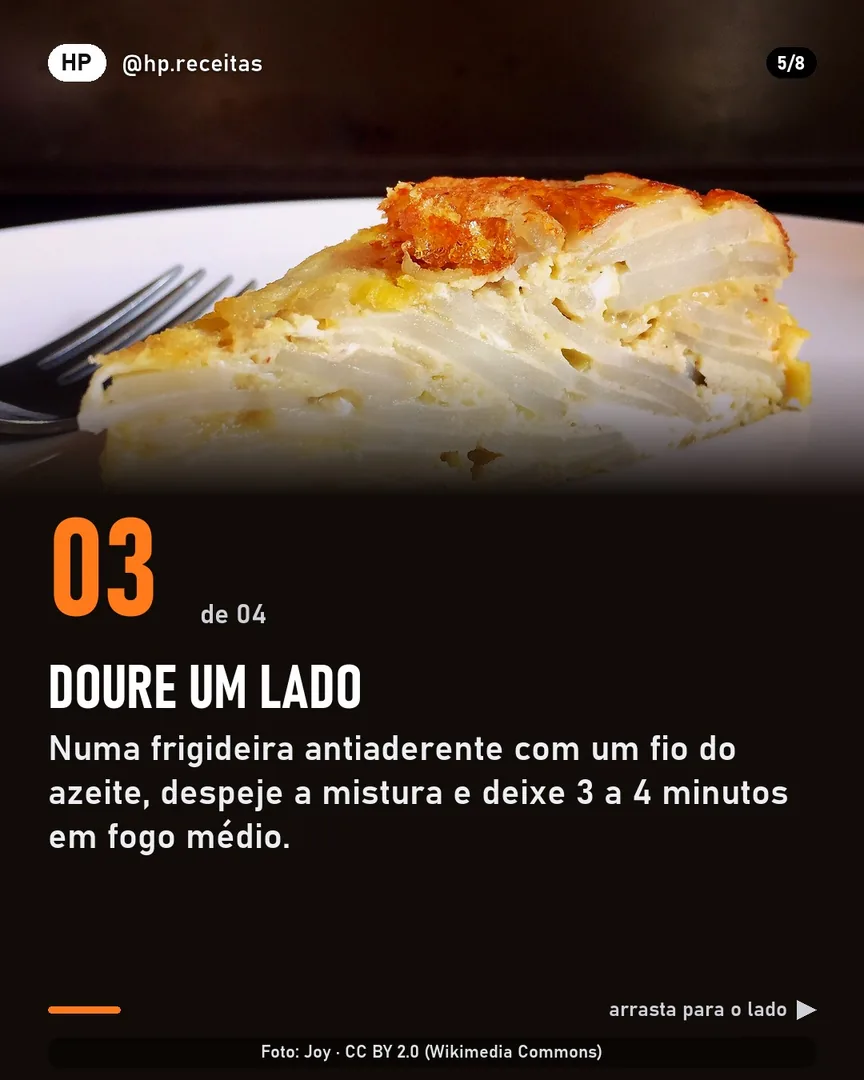 HP @hp.receitas 5/8
03 de 04
DOURE UM LADO
Numa frigideira antiaderente com um fio do
azeite, despeje a mistura e deixe 3 a 4 minutos
em fogo médio.
arrasta para o lado ▶
Foto: Joy · CC BY 2.0 (Wikimedia Commons)